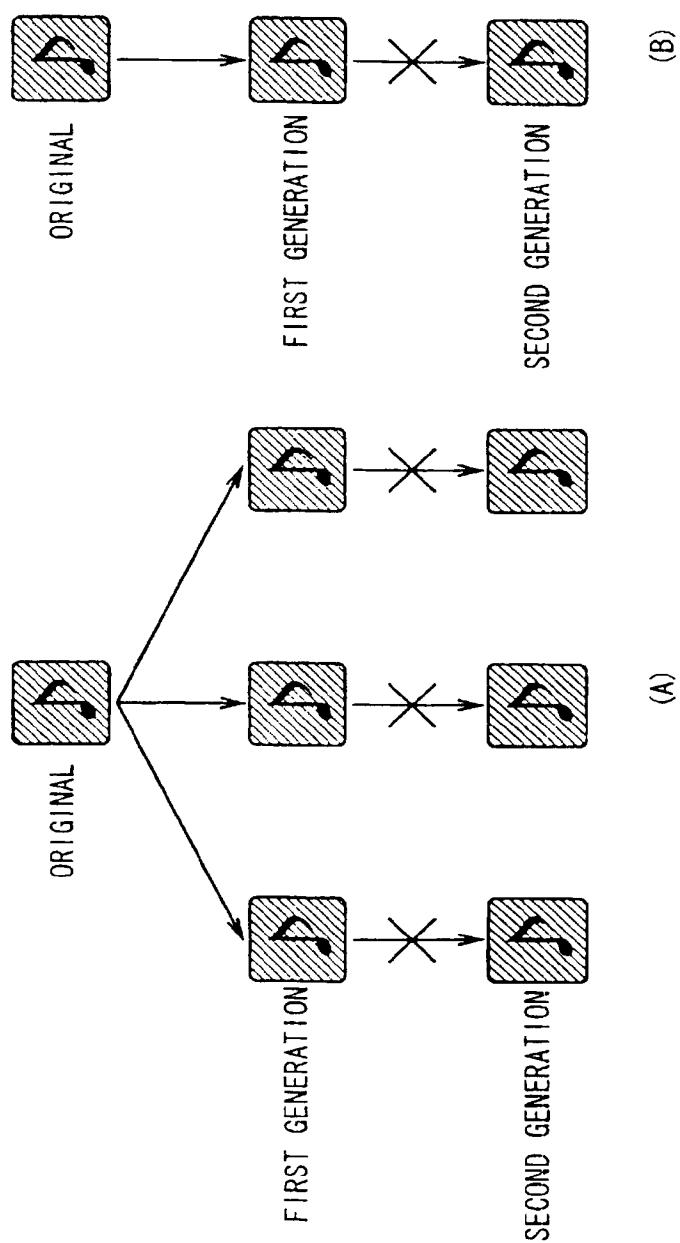 ORIGINAL
FIRST GENERATION
SECOND GENERATION
(A)
ORIGINAL
FIRST GENERATION
SECOND GENERATION
(B)